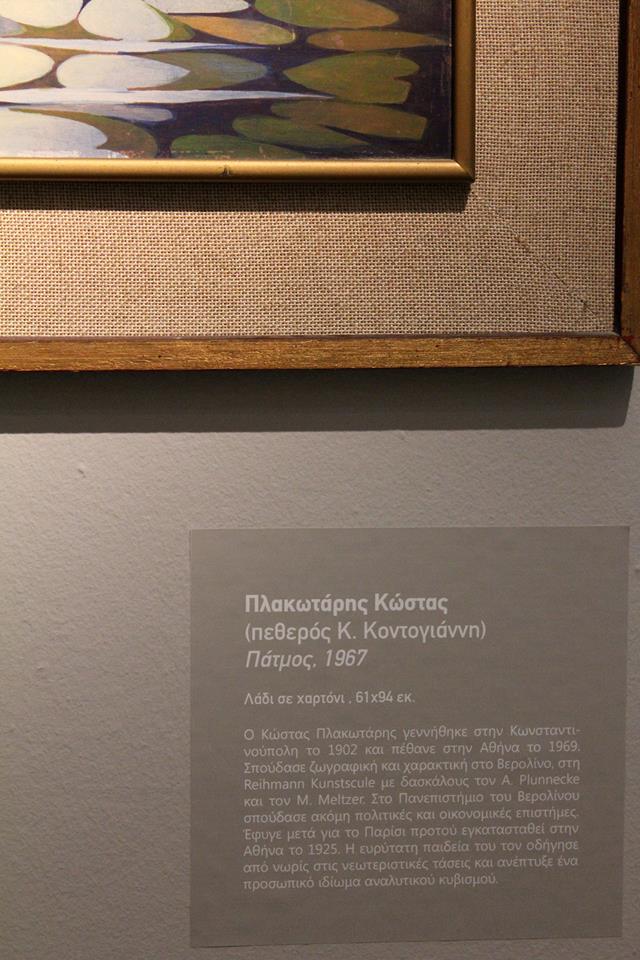 Πλακωτάρης Κώστας
(πεθερός Κ. Κοντογιάννη)
Πάτμος, 1967
Λάδι σε χαρτόνι , 61x94 εκ.
Ο Κώστας Πλακωτάρης γεννήθηκε στην Κωνσταντι-
νούπολη το 1902 και πέθανε στην Αθήνα το 1969.
Σπούδασε ζωγραφική και χαρακτική στο Βερολίνο, στη
Reihmann Kunstscule με δασκάλους τον A. Plunnecke
και τον M. Meltzer. Στο Πανεπιστήμιο του Βερολίνου
σπούδασε ακόμη πολιτικές και οικονομικές επιστήμες.
Έφυγε μετά για το Παρίσι προτού εγκατασταθεί στην
Αθήνα το 1925. Η ευρύτατη παιδεία του τον οδήγησε
από νωρίς στις νεωτεριστικές τάσεις και ανέπτυξε ένα
προσωπικό ιδίωμα αναλυτικού κυβισμού.